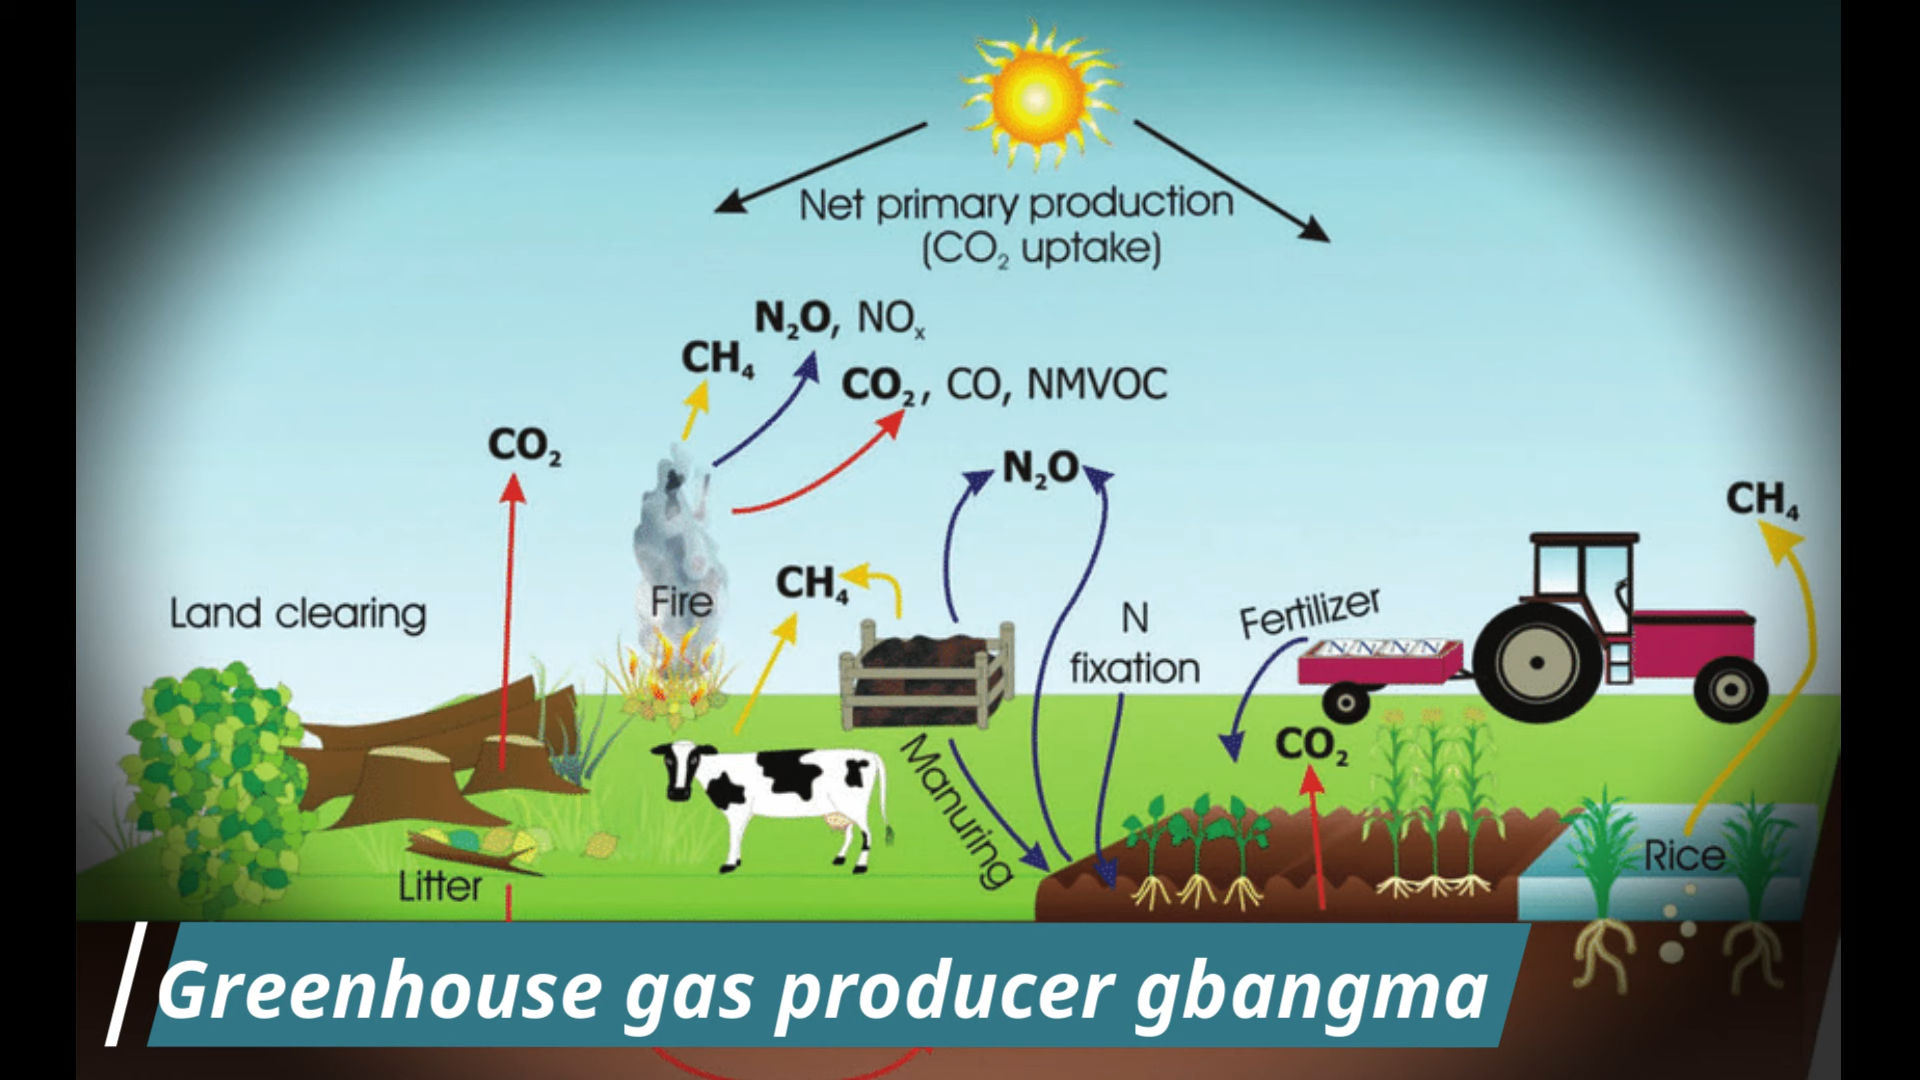 Net primary production
(CO₂ uptake)
N₂O, NOₓ
CH₄
CO₂, CO, NMVOC
CO₂
N₂O
CH₄
Land clearing
Fire
CH₄
N
fixation
Fertilizer
N N N N
CO₂
Manuring
Litter
Rice
Greenhouse gas producer gbangma